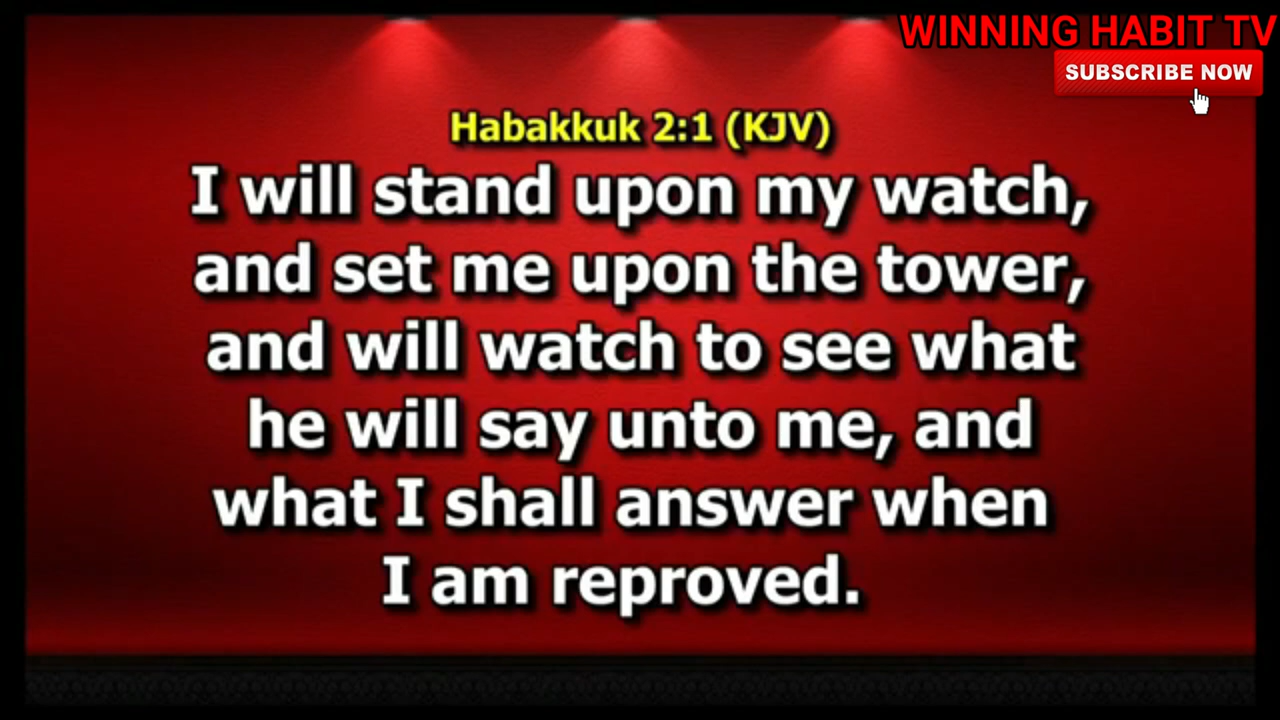 WINNING HABIT TV
SUBSCRIBE NOW
Habakkuk 2:1 (KJV)
I will stand upon my watch,
and set me upon the tower,
and will watch to see what
he will say unto me, and
what I shall answer when
I am reproved.